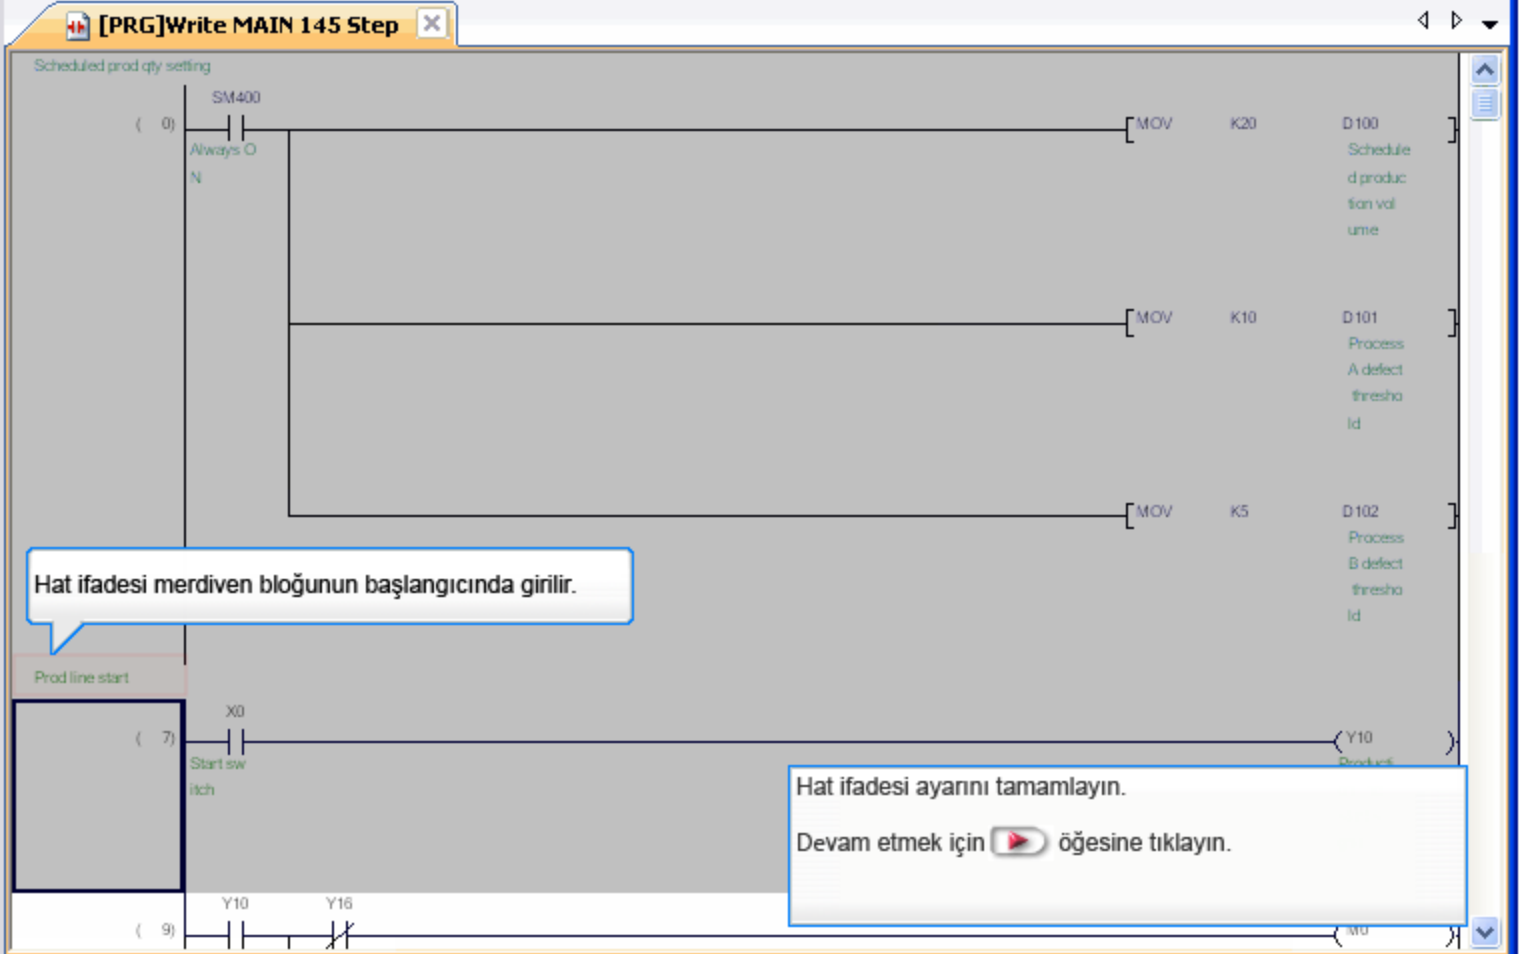 [PRG]Write MAIN 145 Step
Scheduled prod qty setting
SM400
( 0)
MOV K20 D100
Always O
N
Schedule
d produc
tion vol
ume
MOV K10 D101
Process
A defect
thresho
ld
MOV K5 D102
Process
B defect
thresho
ld
Hat ifadesi merdiven bloğunun başlangıcında girilir.
Prod line start
X0
( 7)
Y10
Start sw
itch
Producti
Hat ifadesi ayarını tamamlayın.
Devam etmek için öğesine tıklayın.
Y10 Y16
( 9)
M0